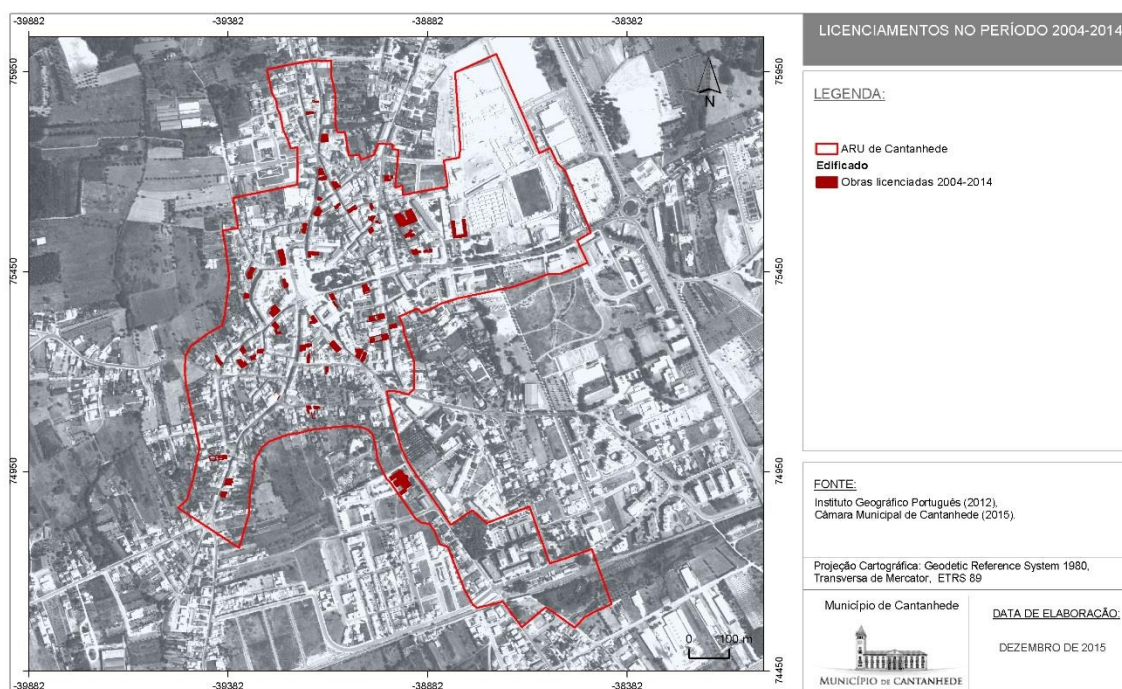 -39882
-39382
-38882
-38382
75950
75950
75450
75450
74950
74950
74450
-39882
-39382
-38882
-38382
N
0 100 m
LICENCIAMENTOS NO PERÍODO 2004-2014
LEGENDA:
ARU de Cantanhede
Edificado
Obras licenciadas 2004-2014
FONTE:
Instituto Geográfico Português (2012),
Câmara Municipal de Cantanhede (2015).
Projeção Cartográfica: Geodetic Reference System 1980,
Transversa de Mercator, ETRS 89
Município de Cantanhede
MUNICÍPIO DE CANTANHEDE
DATA DE ELABORAÇÃO:
DEZEMBRO DE 2015